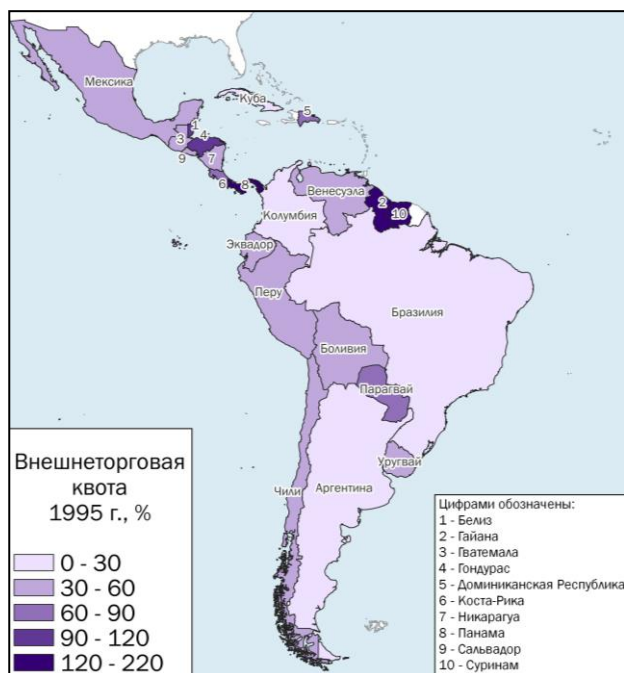 Мексика
Куба
5
1
4
3
7
9
6
8
Венесуэла
2
10
Колумбия
Эквадор
Перу
Бразилия
Боливия
Парагвай
Уругвай
Чили
Аргентина
Внешнеторговая
квота
1995 г., %
0 - 30
30 - 60
60 - 90
90 - 120
120 - 220
Цифрами обозначены:
1 - Белиз
2 - Гайана
3 - Гватемала
4 - Гондурас
5 - Доминиканская Республика
6 - Коста-Рика
7 - Никарагуа
8 - Панама
9 - Сальвадор
10 - Суринам